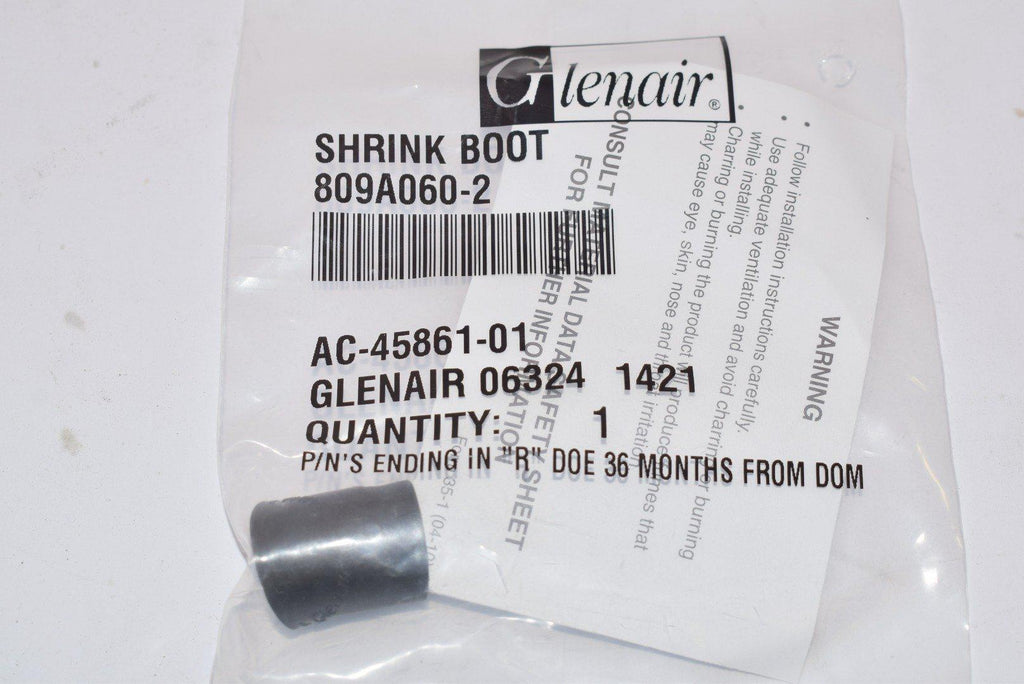 Glenair®
SHRINK BOOT
809A060-2
AC-45861-01
GLENAIR 06324 1421
QUANTITY: 1
P/N'S ENDING IN "R" DOE 36 MONTHS FROM DOM
WARNING
• Follow installation instructions carefully.
• Use adequate ventilation and avoid charring or burning
while installing.
• Charring or burning the product will produce fumes that
may cause eye, skin, nose and throat irritation.
CONSULT MATERIAL DATA SAFETY SHEET
FOR FURTHER INFORMATION